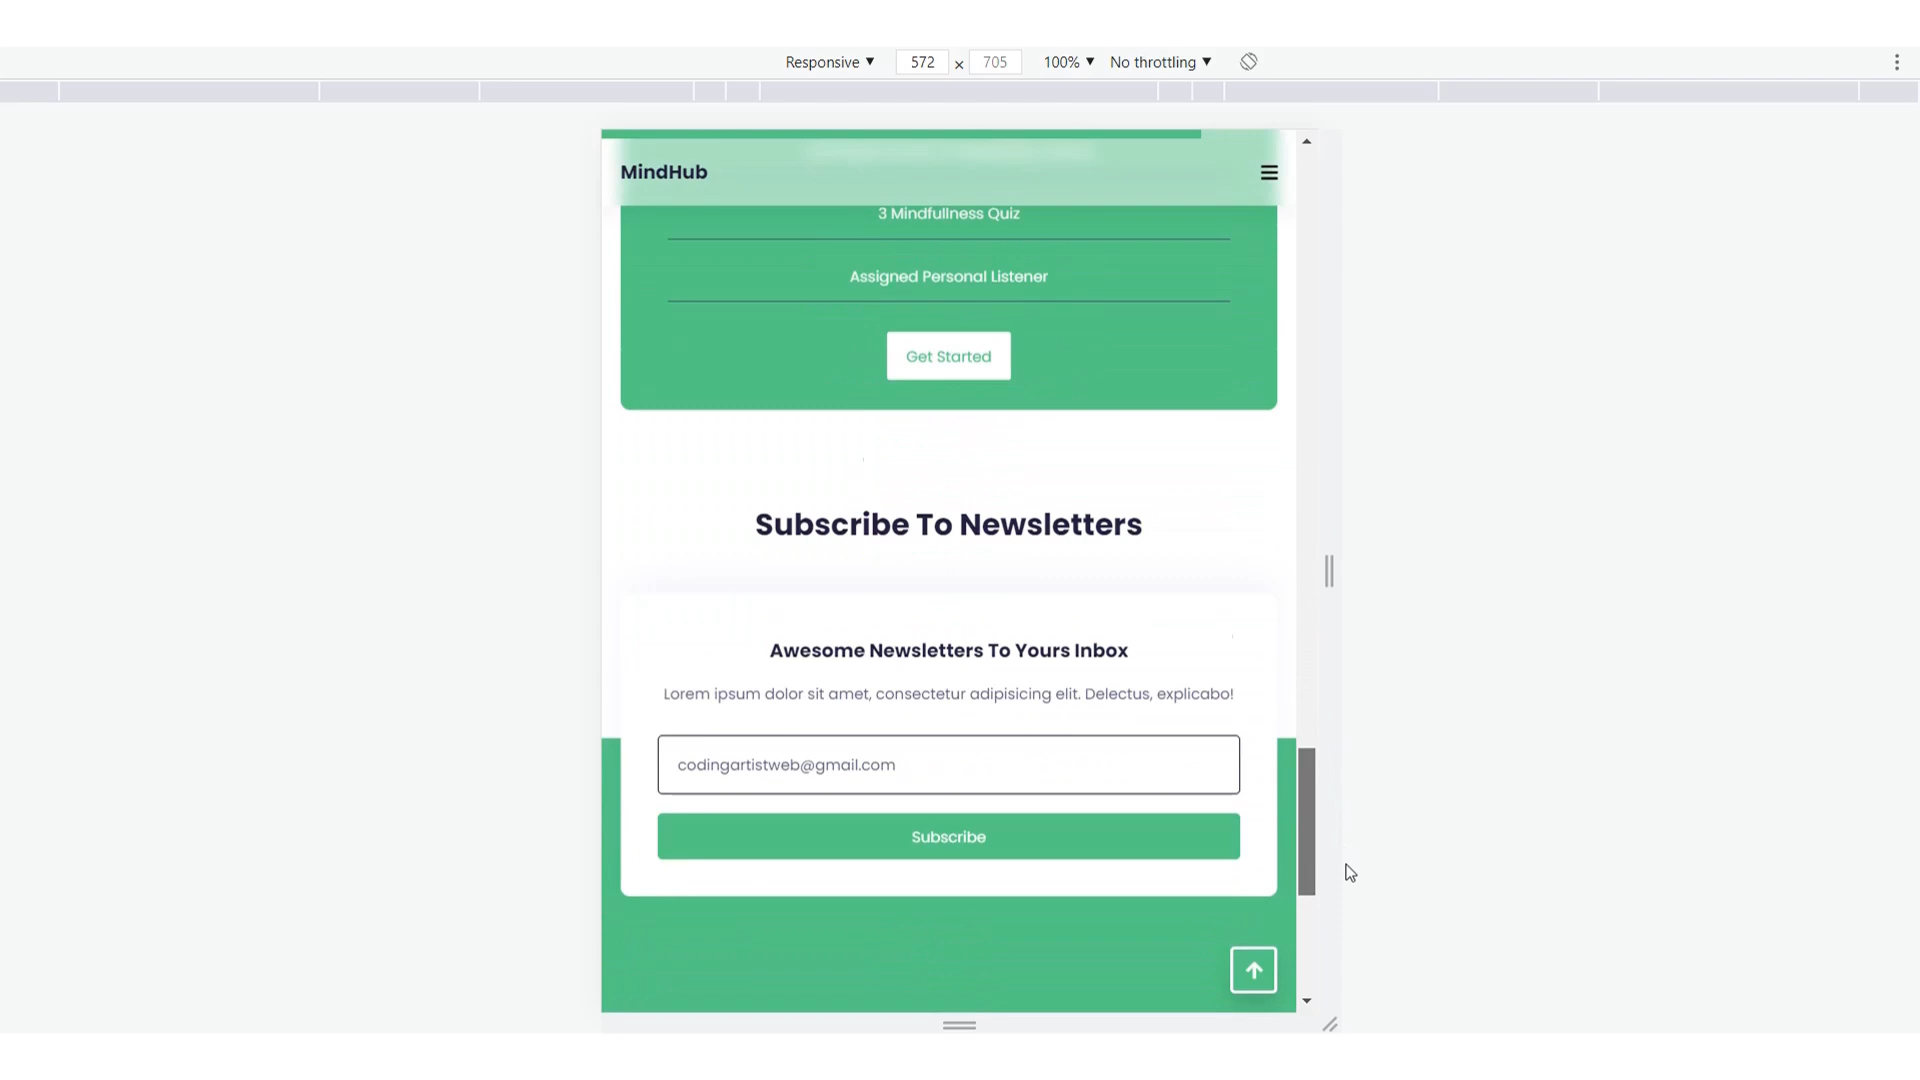 Responsive ▼ 572 × 705 100% ▼ No throttling ▼
MindHub
3 Mindfullness Quiz
Assigned Personal Listener
Get Started
Subscribe To Newsletters
Awesome Newsletters To Yours Inbox
Lorem ipsum dolor sit amet, consectetur adipisicing elit. Delectus, explicabo!
codingartistweb@gmail.com
Subscribe